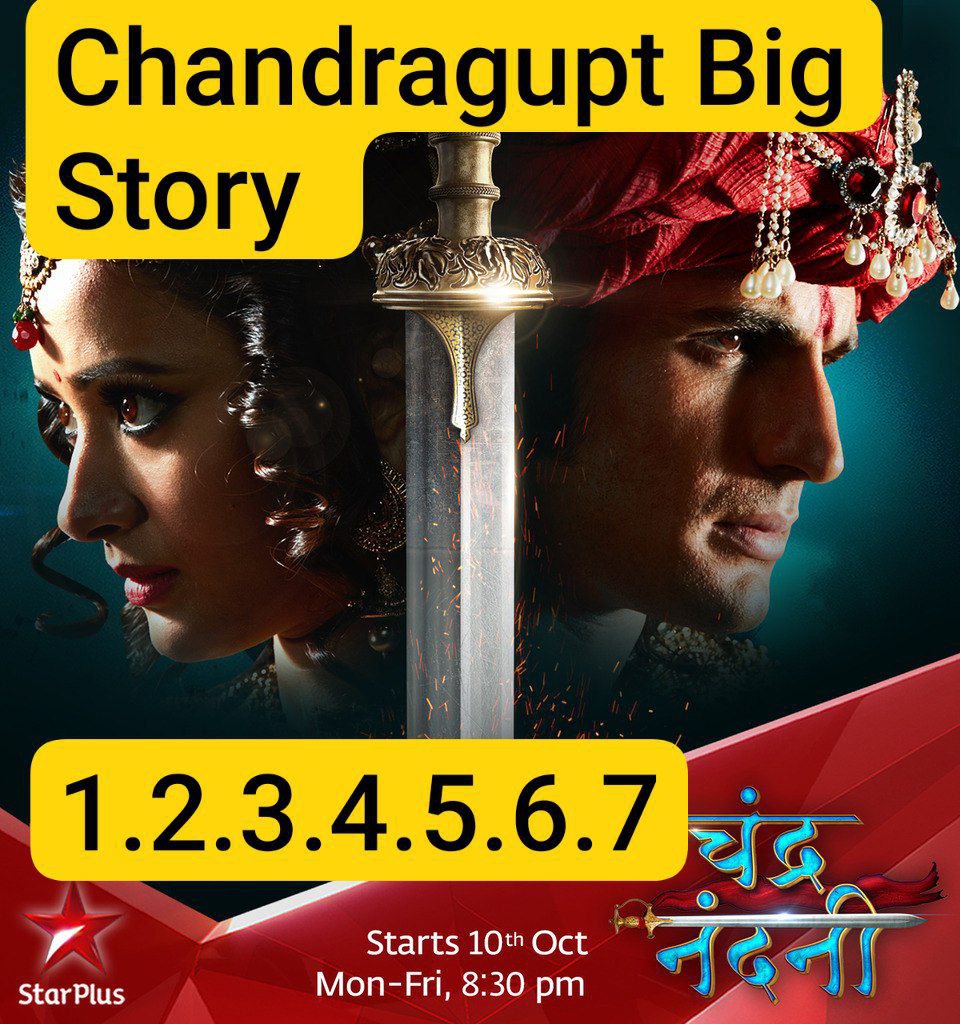 Chandragupt Big
Story
1.2.3.4.5.6.7
चंद्र
नंदनी
Starts 10th Oct
Mon-Fri, 8:30 pm
StarPlus